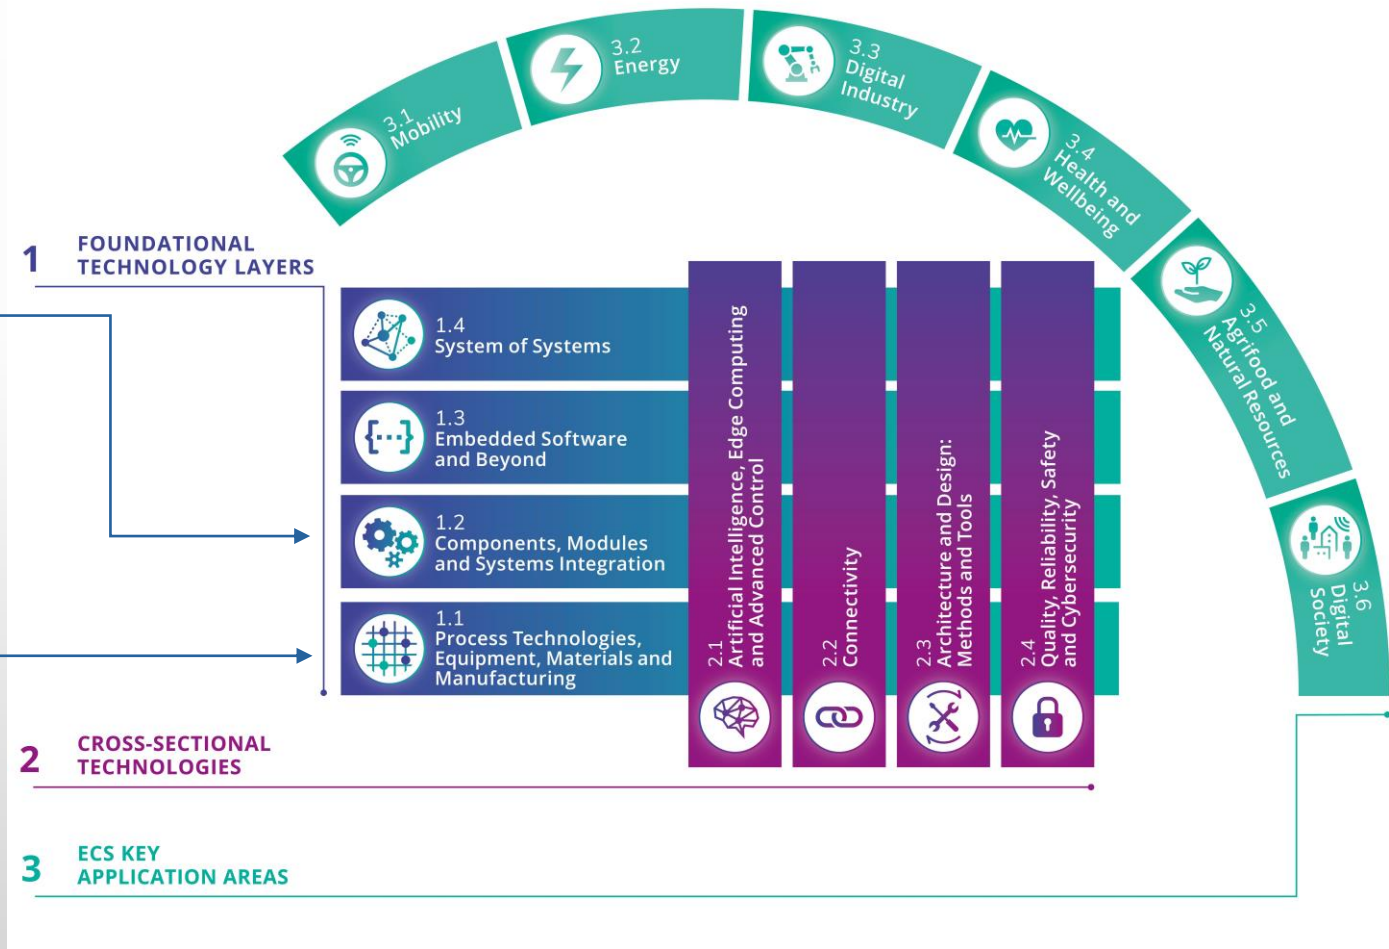 3.1
Mobility
3.2
Energy
3.3
Digital
Industry
3.4
Health and
Wellbeing
3.5
Agrifood and
Natural Resources
3.6
Digital
Society
1
FOUNDATIONAL
TECHNOLOGY LAYERS
1.4
System of Systems
1.3
Embedded Software
and Beyond
1.2
Components, Modules
and Systems Integration
1.1
Process Technologies,
Equipment, Materials and
Manufacturing
2.1
Artificial Intelligence, Edge Computing
and Advanced Control
2.2
Connectivity
2.3
Architecture and Design:
Methods and Tools
2.4
Quality, Reliability, Safety
and Cybersecurity
2
CROSS-SECTIONAL
TECHNOLOGIES
3
ECS KEY
APPLICATION AREAS